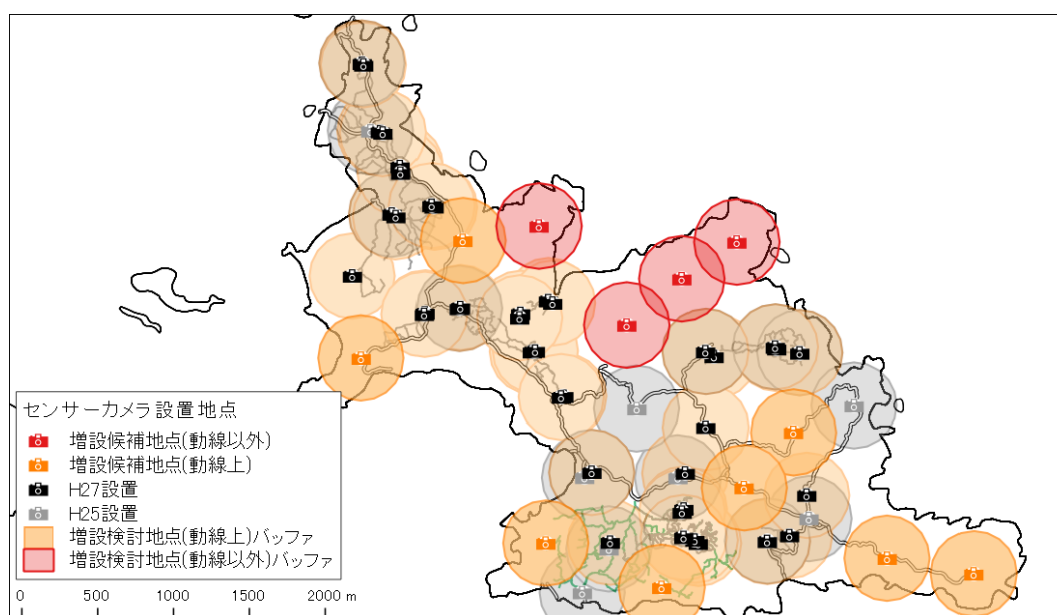 センサーカメラ設置地点
増設候補地点(動線以外)
増設候補地点(動線上)
H27設置
H25設置
増設検討地点(動線上)バッファ
増設検討地点(動線以外)バッファ
0 500 1000 1500 2000 m